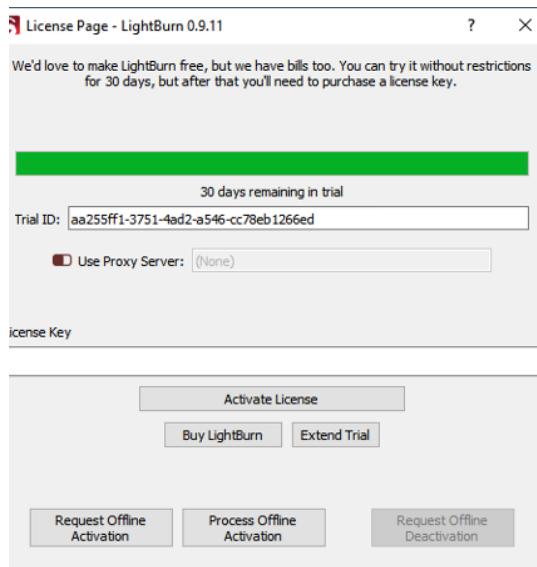 License Page - LightBurn 0.9.11 ? X
We'd love to make LightBurn free, but we have bills too. You can try it without restrictions
for 30 days, but after that you'll need to purchase a license key.
30 days remaining in trial
Trial ID: aa255ff1-3751-4ad2-a546-cc78eb1266ed
Use Proxy Server: (None)
icense Key
Activate License
Buy LightBurn Extend Trial
Request Offline Process Offline Request Offline
Activation Activation Deactivation